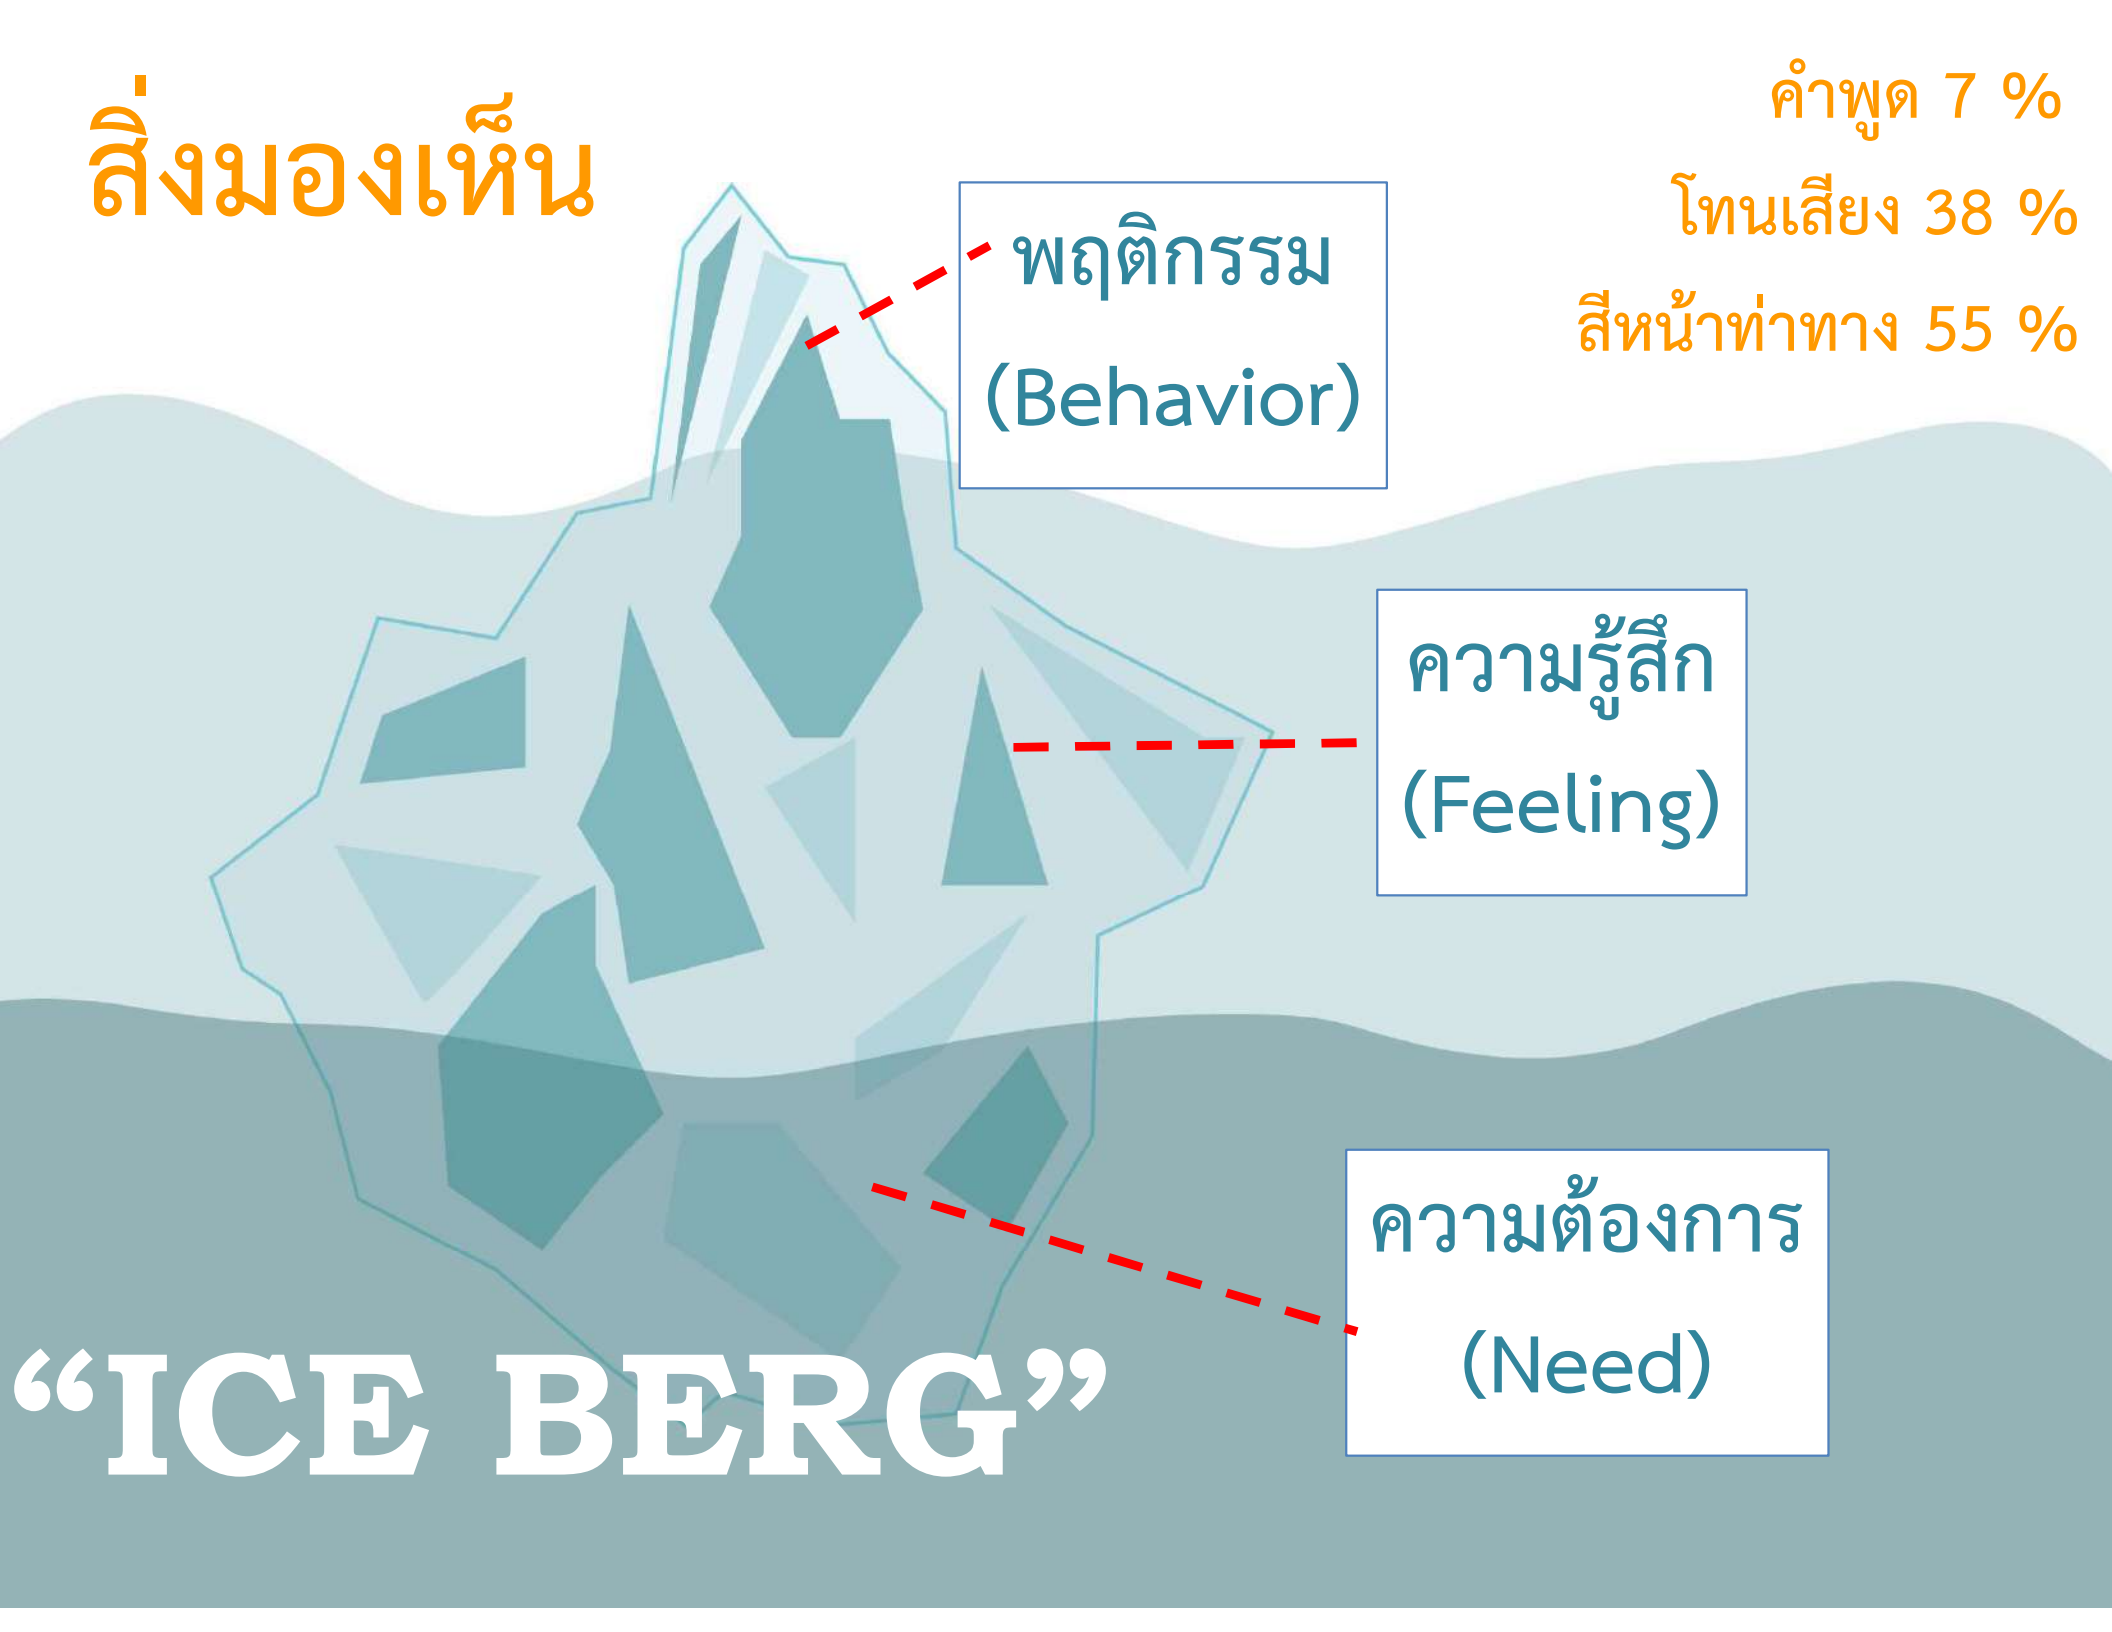 สิ่งมองเห็น
คำพูด 7 %
โทนเสียง 38 %
สีหน้าท่าทาง 55 %
พฤติกรรม
(Behavior)
ความรู้สึก
(Feeling)
ความต้องการ
(Need)
“ICE BERG”